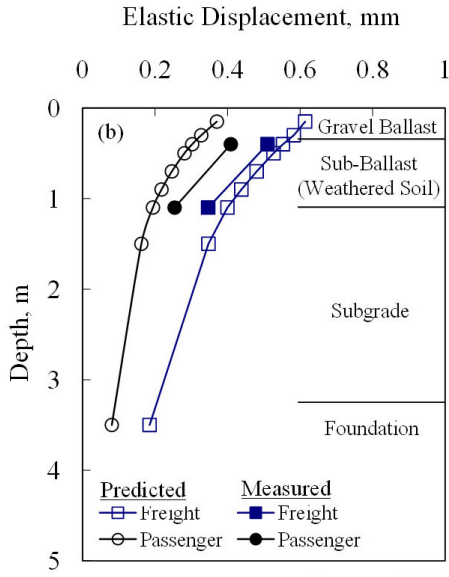 Elastic Displacement, mm
0 0.2 0.4 0.6 0.8 1
0
1
2
3
4
5
Depth, m
(b)
Gravel Ballast
Sub-Ballast
(Weathered Soil)
Subgrade
Foundation
Predicted Measured
Freight Freight
Passenger Passenger